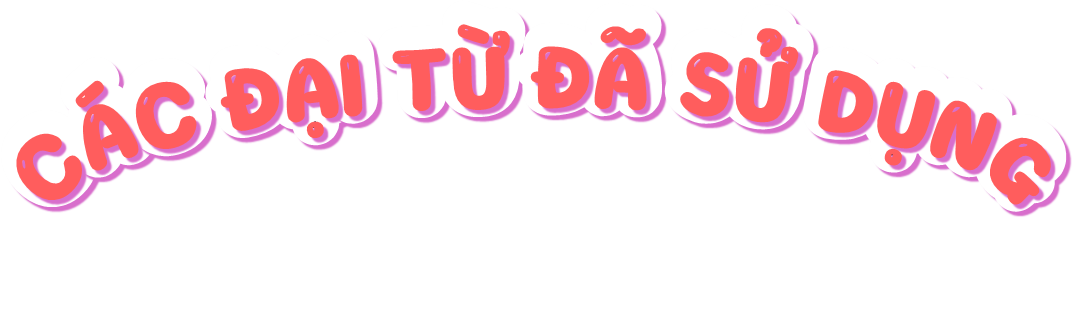 CÁC ĐẠI TỪ ĐÃ SỬ DỤNG